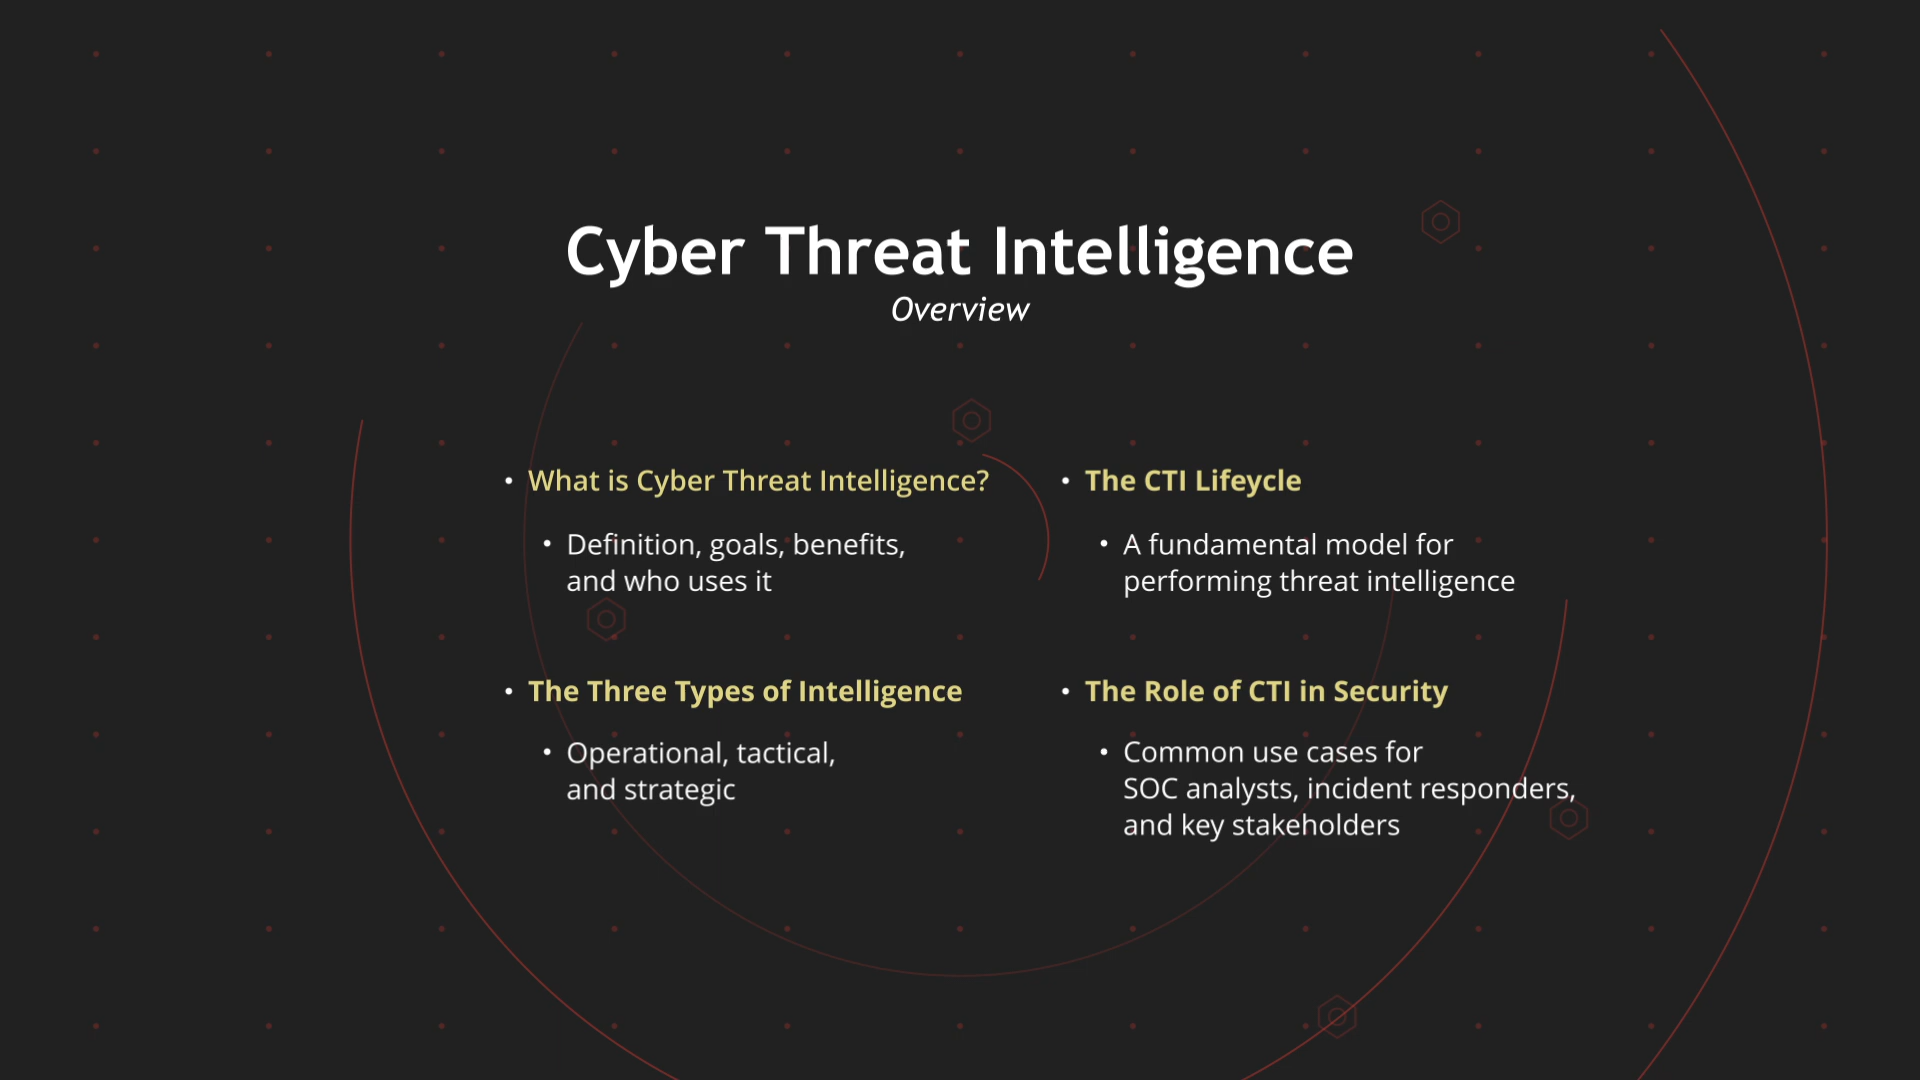 Cyber Threat Intelligence
Overview
• What is Cyber Threat Intelligence?
• Definition, goals, benefits,
and who uses it
• The Three Types of Intelligence
• Operational, tactical,
and strategic
• The CTI Lifeycle
• A fundamental model for
performing threat intelligence
• The Role of CTI in Security
• Common use cases for
SOC analysts, incident responders,
and key stakeholders